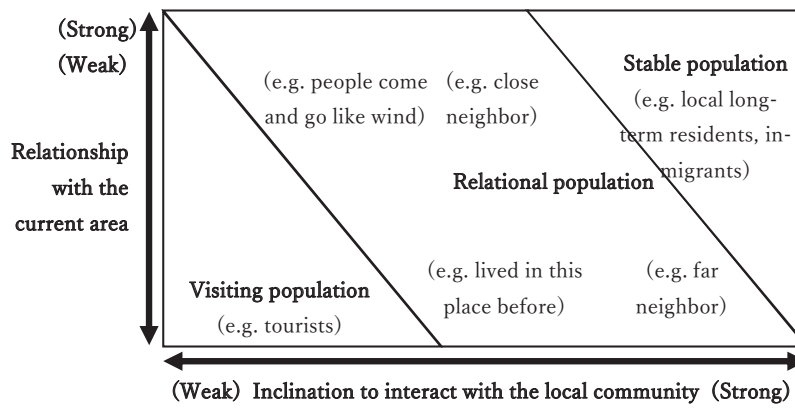 (Strong)
(Weak)
Relationship
with the
current area
(e.g. people come
and go like wind)
(e.g. close
neighbor)
Stable population
(e.g. local long-
term residents, in-
migrants)
Relational population
(e.g. lived in this
place before)
(e.g. far
neighbor)
Visiting population
(e.g. tourists)
(Weak) Inclination to interact with the local community (Strong)